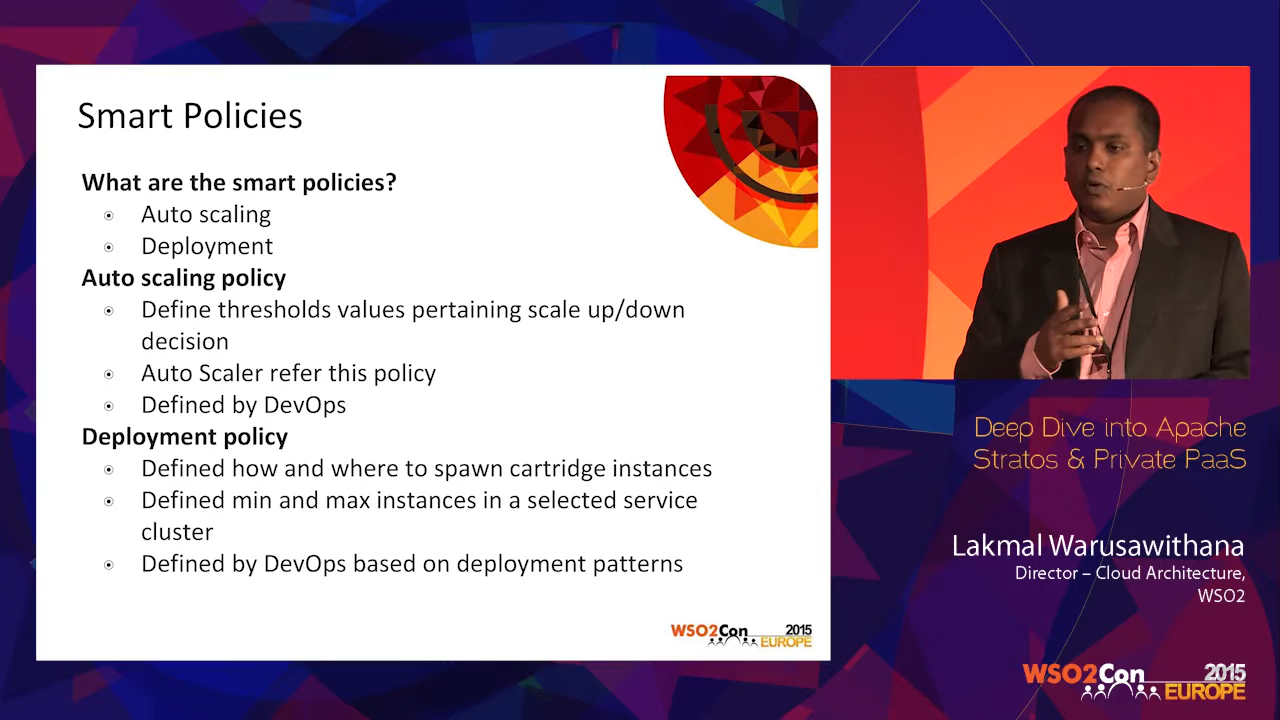 Smart Policies
What are the smart policies?
Auto scaling
Deployment
Auto scaling policy
Define thresholds values pertaining scale up/down
decision
Auto Scaler refer this policy
Defined by DevOps
Deployment policy
Defined how and where to spawn cartridge instances
Defined min and max instances in a selected service
cluster
Defined by DevOps based on deployment patterns
WSO2Con 2015
EUROPE
Deep Dive into Apache
Stratos & Private PaaS
Lakmal Warusawithana
Director – Cloud Architecture,
WSO2
WSO2Con 2015
EUROPE